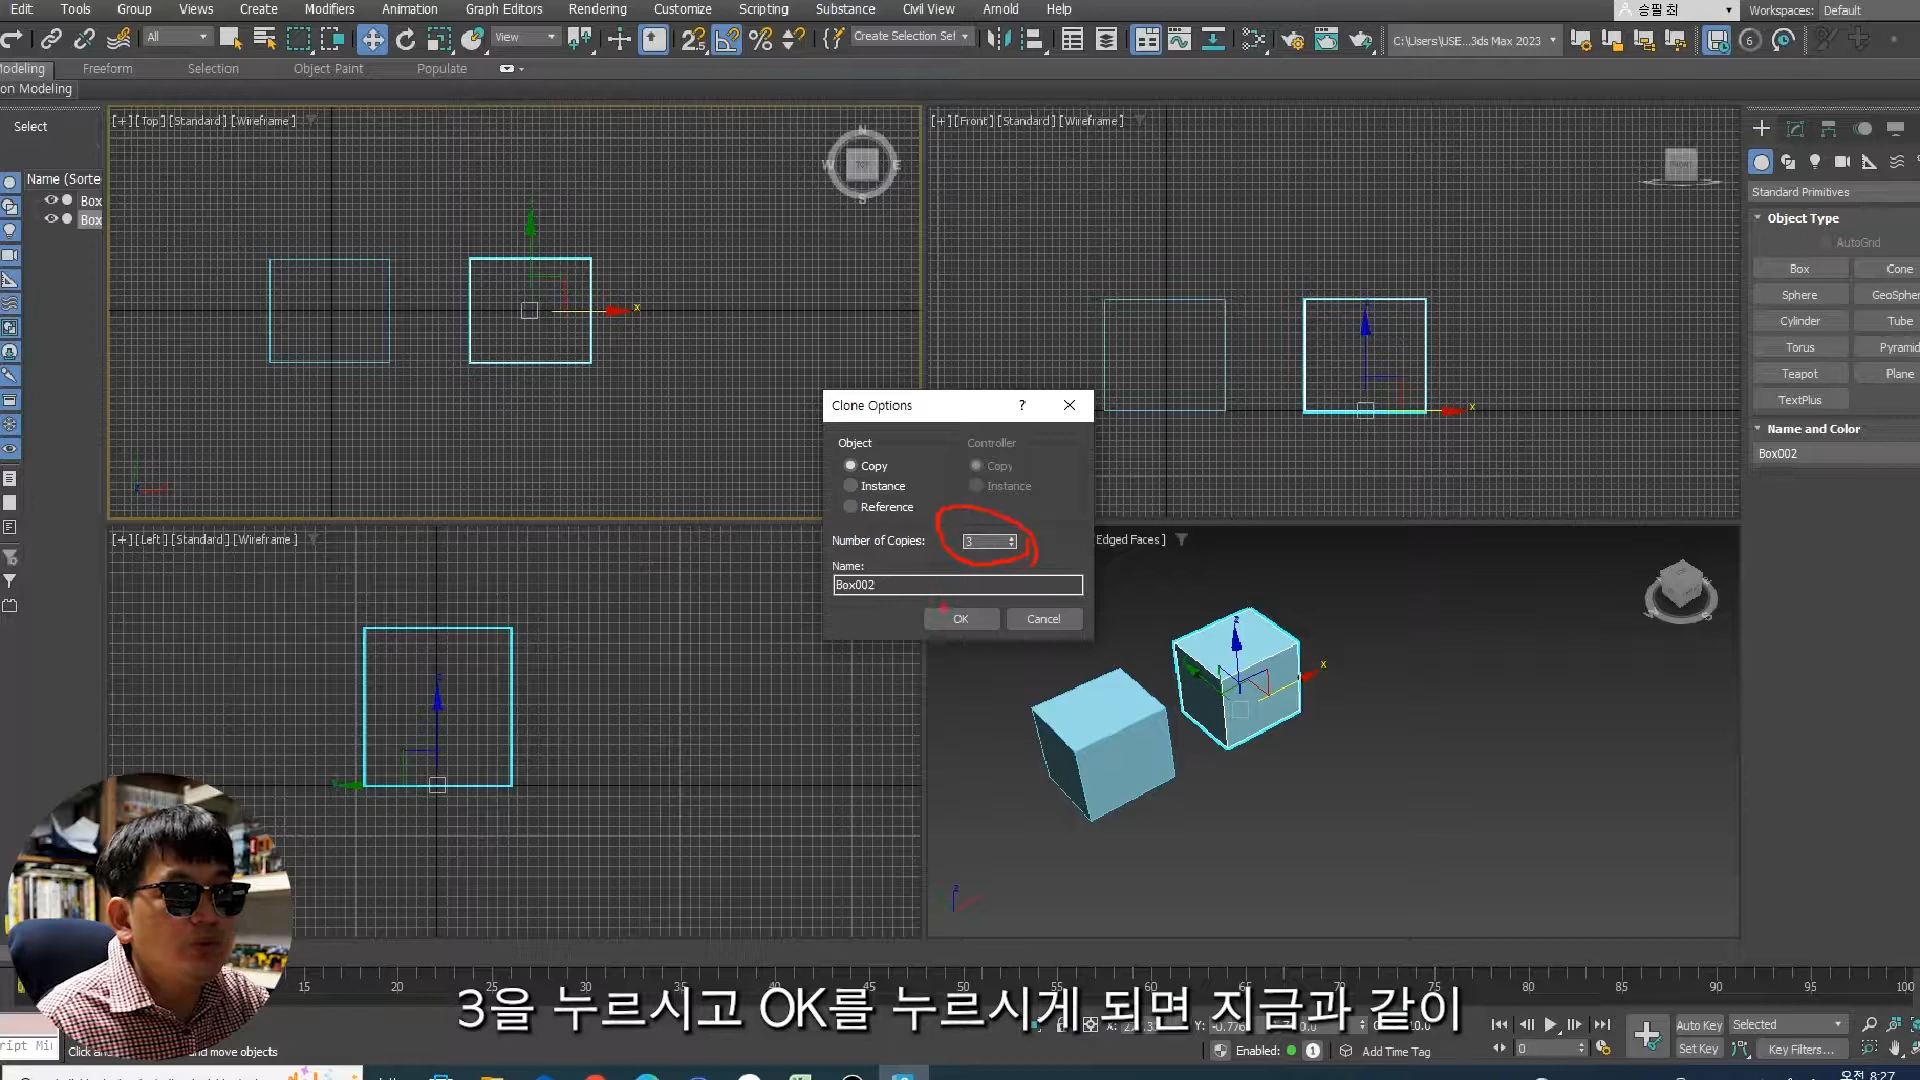 Edit Tools Group Views Create Modifiers Animation Graph Editors Rendering Customize Scripting Substance Civil View Arnold Help
승필 최 Workspaces: Default
All View Create Selection Set C:\Users\USE...3ds Max 2023
Modeling Freeform Selection Object Paint Populate
on Modeling
Select
Name (Sorte
Box
Box
[+] [Top] [Standard] [Wireframe]
N
W TOP E
S
x
[+] [Front] [Standard] [Wireframe]
FRONT
x
[+] [Left] [Standard] [Wireframe]
z
Edged Faces ]
z
x
z
Clone Options ? 
Object Controller
Copy Copy
Instance Instance
Reference
Number of Copies: 3
Name:
Box002
OK Cancel
Standard Primitives
Object Type
AutoGrid
Box Cone
Sphere GeoSphere
Cylinder Tube
Torus Pyramid
Teapot Plane
TextPlus
Name and Color
Box002
15 20 25 30 35 40 45 50 55 60 65 70 75 80 85 90 95 100
3을 누르시고 OK를 누르시게 되면 지금과 같이
ript Mi
Click and move objects
Enabled: 1 Add Time Tag
0
Auto Key Selected
Set Key Key Filters...
오전 8:27